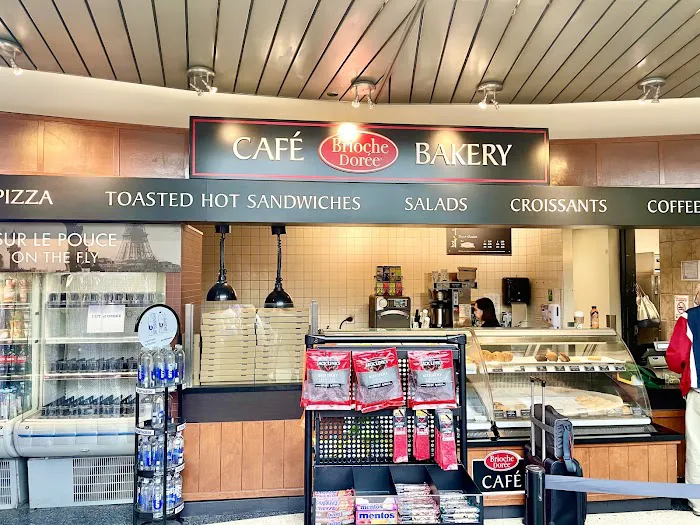 CAFÉ Brioche Dorée BAKERY
PIZZA TOASTED HOT SANDWICHES SALADS CROISSANTS COFFEE
SUR LE POUCE
ON THE FLY
Brioche
Dorée
CAFÉ
mentos
mentos